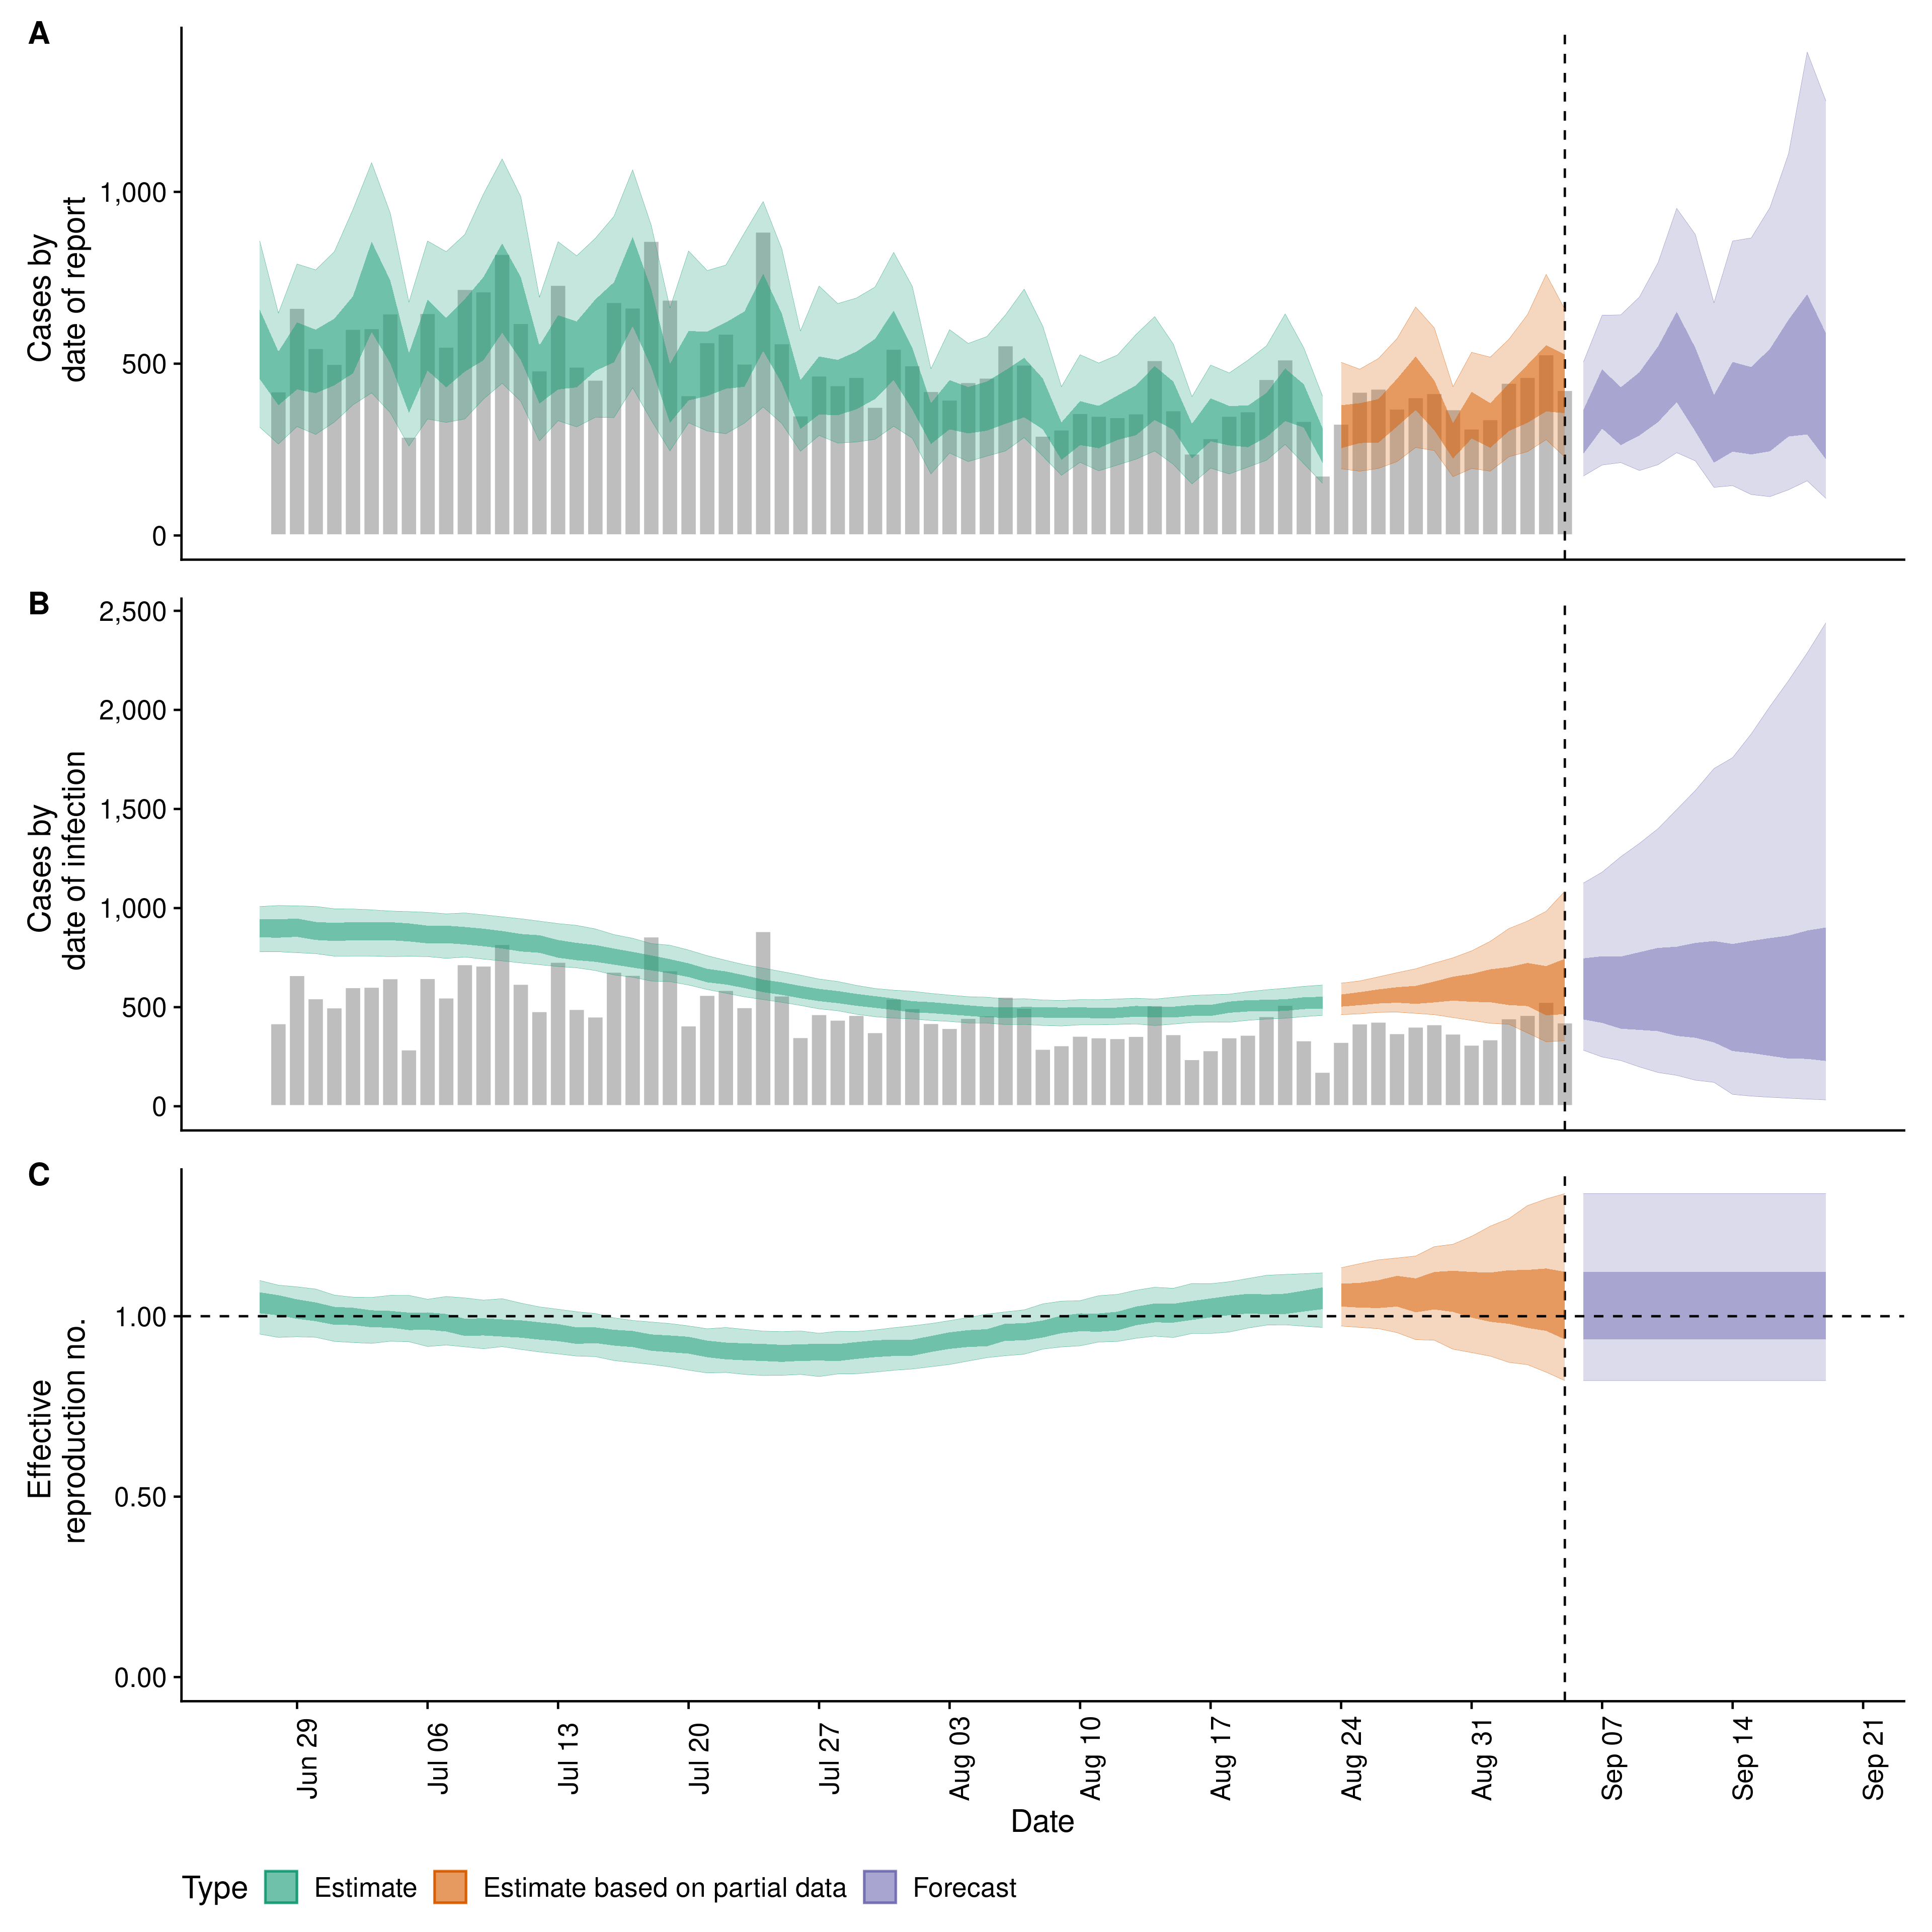 A
Cases by
date of report
1,000
500
0
B
Cases by
date of infection
2,500
2,000
1,500
1,000
500
0
C
Effective
reproduction no.
1.00
0.50
0.00
Jun 29
Jul 06
Jul 13
Jul 20
Jul 27
Aug 03
Aug 10
Aug 17
Aug 24
Aug 31
Sep 07
Sep 14
Sep 21
Date
Type Estimate Estimate based on partial data Forecast